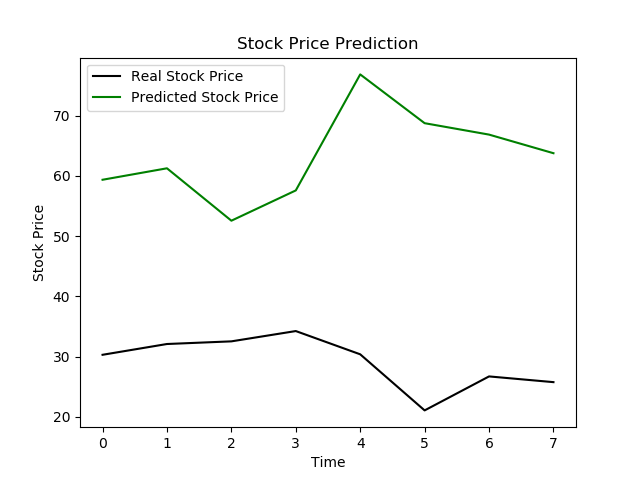 Stock Price Prediction
Real Stock Price
Predicted Stock Price
Stock Price
70
60
50
40
30
20
0 1 2 3 4 5 6 7
Time